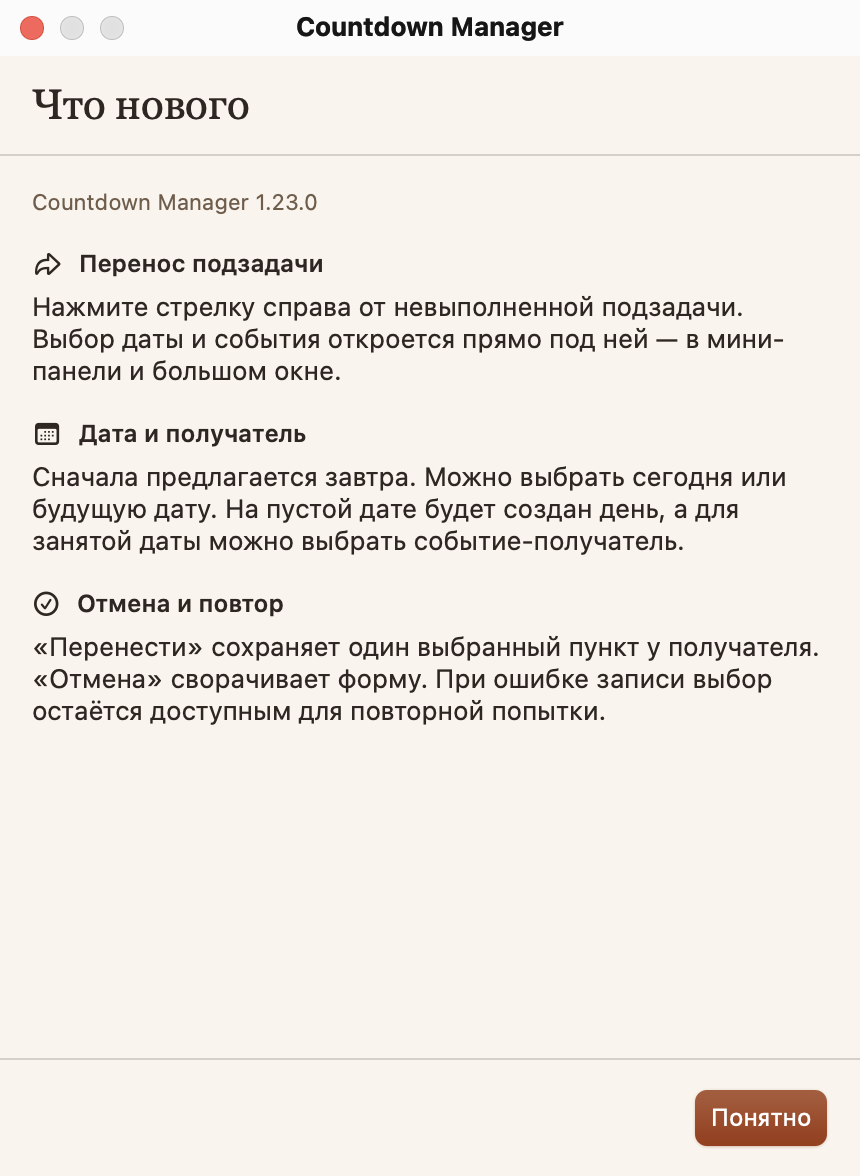 Countdown Manager
Что нового
Countdown Manager 1.23.0
Перенос подзадачи
Нажмите стрелку справа от невыполненной подзадачи.
Выбор даты и события откроется прямо под ней — в мини-
панели и большом окне.
Дата и получатель
Сначала предлагается завтра. Можно выбрать сегодня или
будущую дату. На пустой дате будет создан день, а для
занятой даты можно выбрать событие-получатель.
Отмена и повтор
«Перенести» сохраняет один выбранный пункт у получателя.
«Отмена» сворачивает форму. При ошибке записи выбор
остаётся доступным для повторной попытки.
Понятно